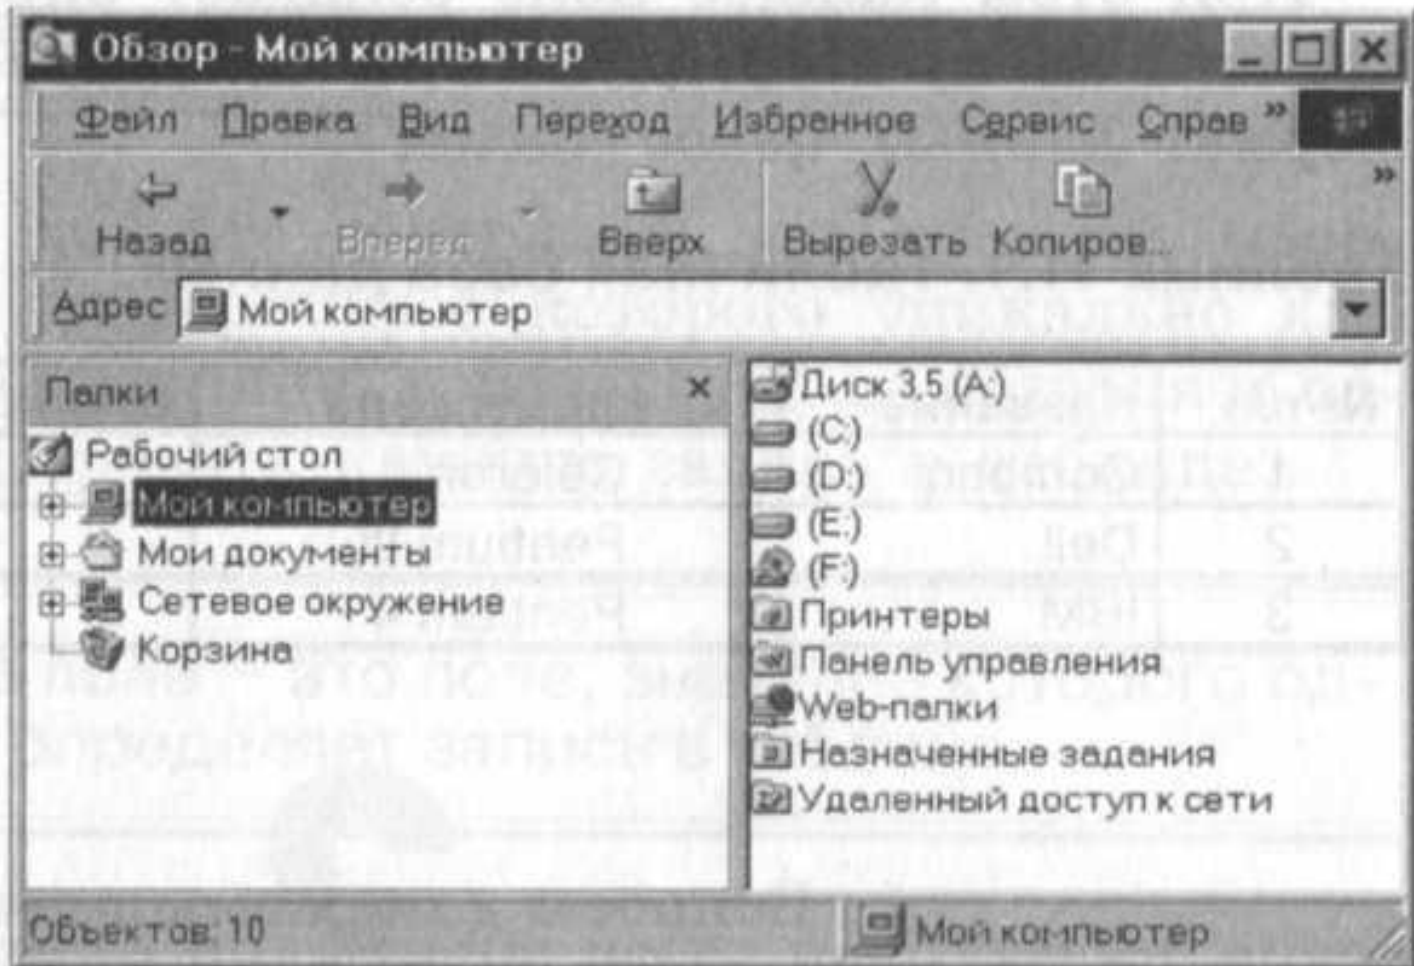 Обзор - Мой компьютер
Файл Правка Вид Переход Избранное Сервис Справ »
Назад Вперед Вверх Вырезать Копиров... »
Адрес Мой компьютер
Папки ×
Рабочий стол
Мой компьютер
Мои документы
Сетевое окружение
Корзина
Диск 3,5 (A:)
(C:)
(D:)
(E:)
(F:)
Принтеры
Панель управления
Web-папки
Назначенные задания
Удаленный доступ к сети
Объектов: 10
Мой компьютер